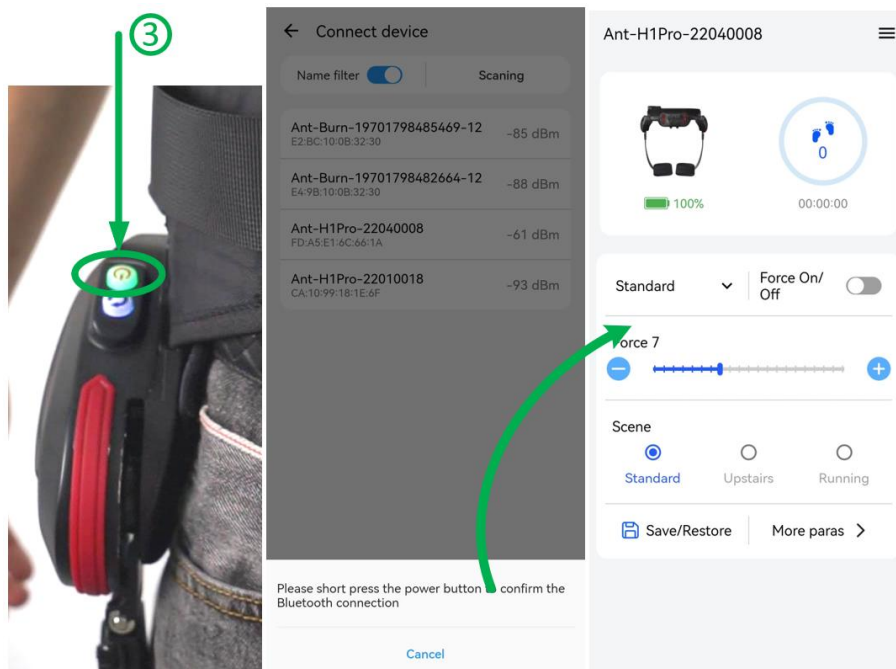 ③
← Connect device
Name filter
Scaning
Ant-Burn-19701798485469-12
E2:BC:10:0B:32:30
-85 dBm
Ant-Burn-19701798482664-12
E4:9B:10:0B:32:30
-88 dBm
Ant-H1Pro-22040008
FD:A5:E1:6C:66:1A
-61 dBm
Ant-H1Pro-22010018
CA:10:99:18:1E:6F
-93 dBm
Please short press the power button confirm the
Bluetooth connection
Cancel
Ant-H1Pro-22040008
100%
0
00:00:00
Standard
Force On/
Off
Force 7
Scene
Standard
Upstairs
Running
Save/Restore
More paras >